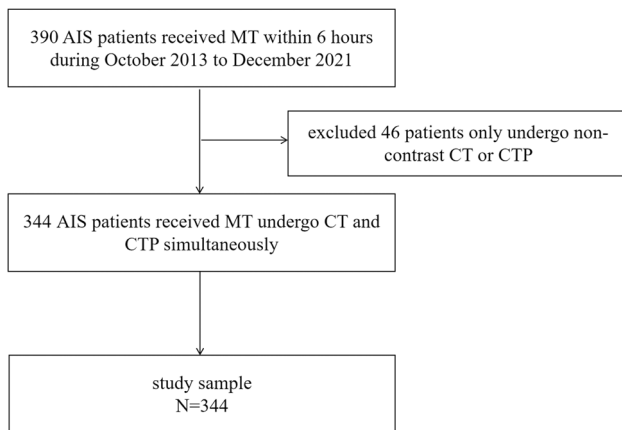 390 AIS patients received MT within 6 hours
during October 2013 to December 2021
excluded 46 patients only undergo non-
contrast CT or CTP
344 AIS patients received MT undergo CT and
CTP simultaneously
study sample
N=344